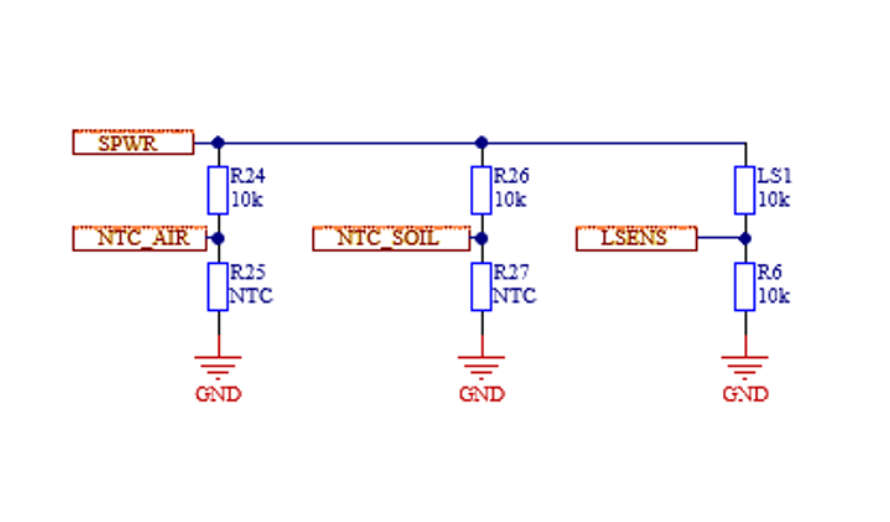 SPWR
R24
10k
R26
10k
LS1
10k
NTC_AIR
NTC_SOIL
LSENS
R25
NTC
R27
NTC
R6
10k
GND
GND
GND